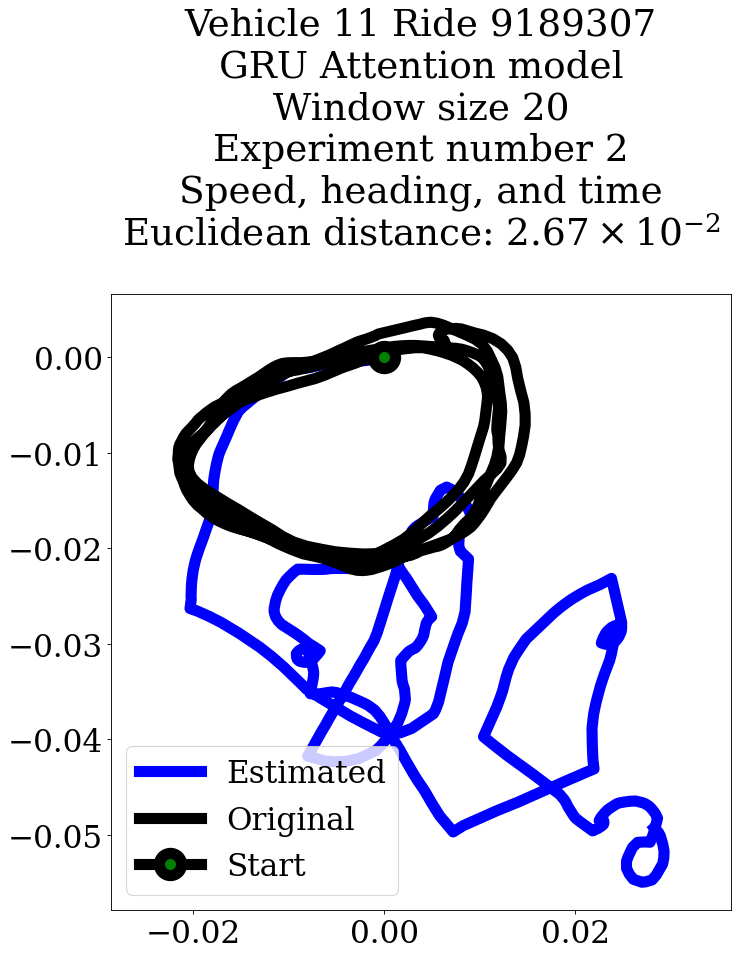 Vehicle 11 Ride 9189307
GRU Attention model
Window size 20
Experiment number 2
Speed, heading, and time
Euclidean distance: 2.67 × 10⁻²
0.00
−0.01
−0.02
−0.03
−0.04
−0.05
Estimated
Original
Start
−0.02 0.00 0.02